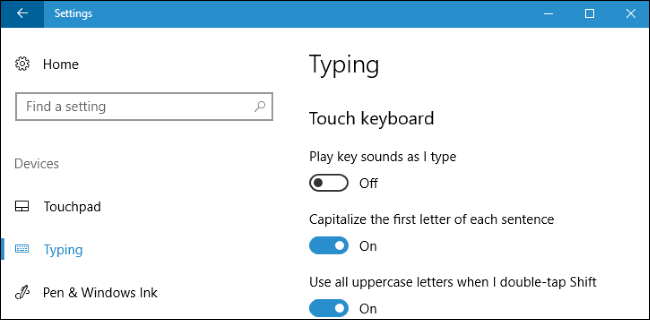 Settings
Home
Find a setting
Devices
Touchpad
Typing
Pen & Windows Ink
Typing
Touch keyboard
Play key sounds as I type
Off
Capitalize the first letter of each sentence
On
Use all uppercase letters when I double-tap Shift
On